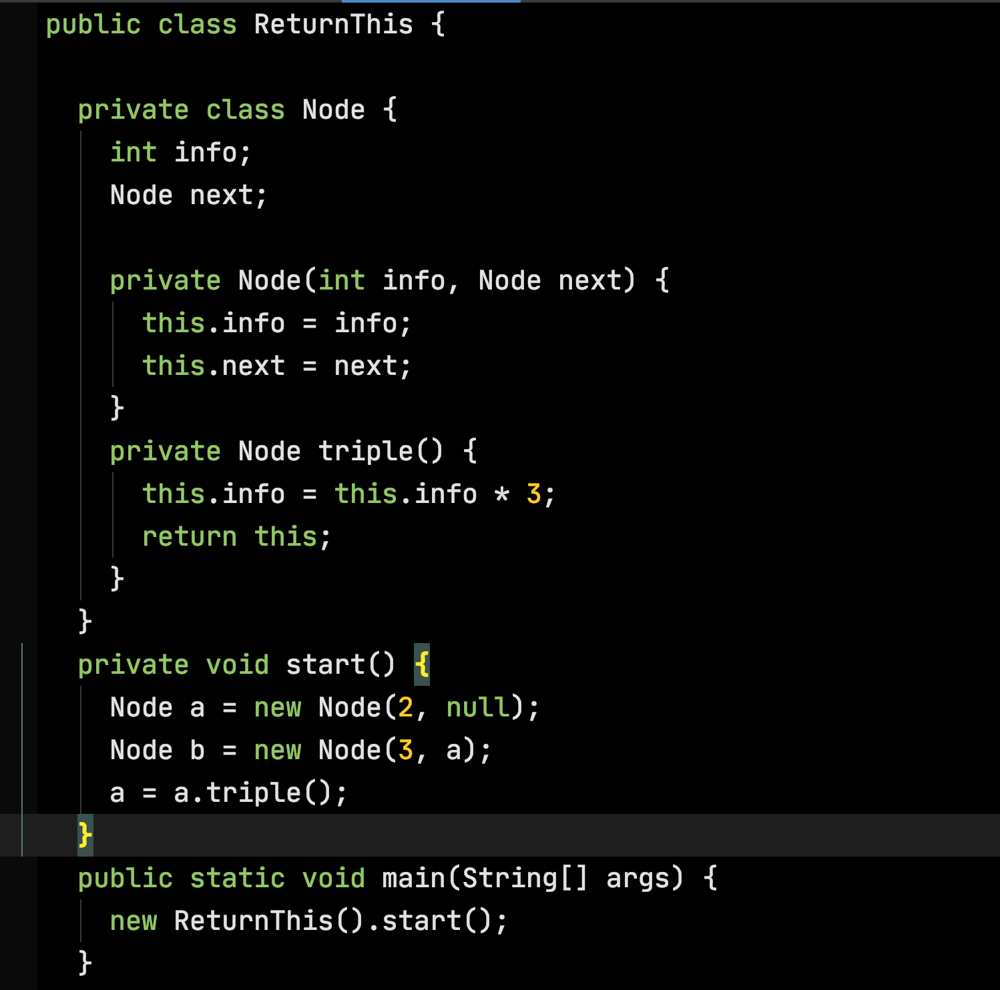 public class ReturnThis {
private class Node {
int info;
Node next;
private Node(int info, Node next) {
this.info = info;
this.next = next;
}
private Node triple() {
this.info = this.info * 3;
return this;
}
}
private void start() {
Node a = new Node(2, null);
Node b = new Node(3, a);
a = a.triple();
}
public static void main(String[] args) {
new ReturnThis().start();
}